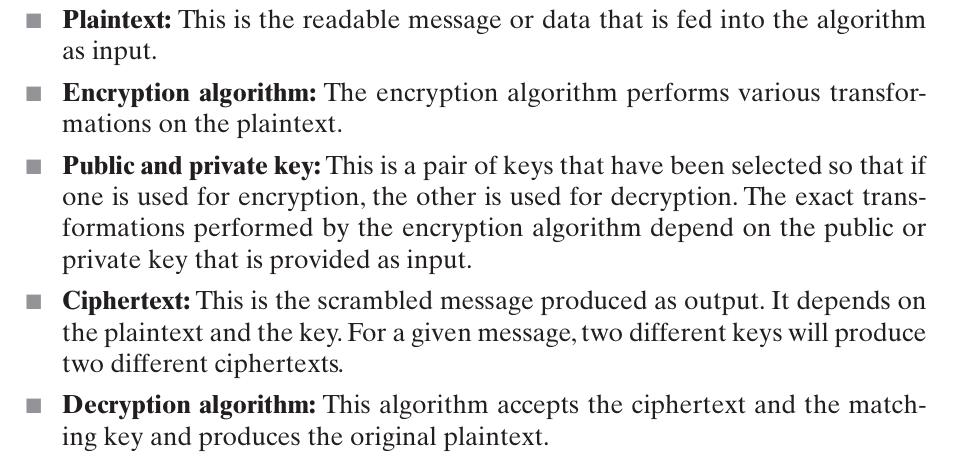 ■ Plaintext: This is the readable message or data that is fed into the algorithm
as input.
■ Encryption algorithm: The encryption algorithm performs various transfor-
mations on the plaintext.
■ Public and private key: This is a pair of keys that have been selected so that if
one is used for encryption, the other is used for decryption. The exact trans-
formations performed by the encryption algorithm depend on the public or
private key that is provided as input.
■ Ciphertext: This is the scrambled message produced as output. It depends on
the plaintext and the key. For a given message, two different keys will produce
two different ciphertexts.
■ Decryption algorithm: This algorithm accepts the ciphertext and the match-
ing key and produces the original plaintext.